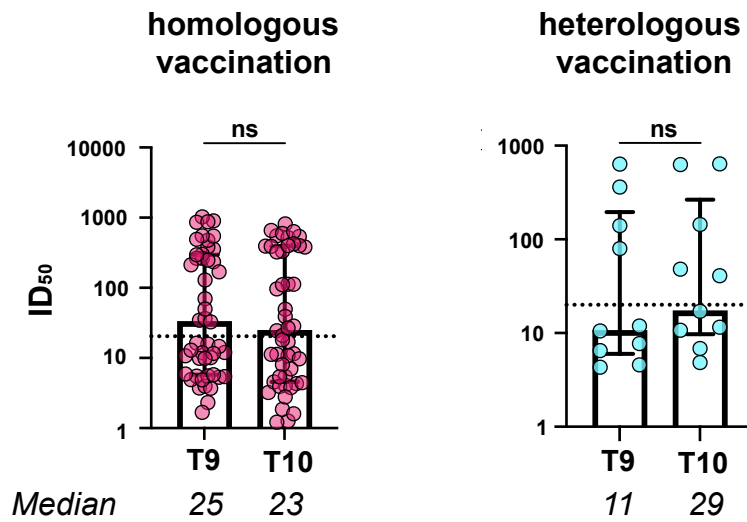 homologous
vaccination
heterologous
vaccination
ns
ns
ID50
10000
1000
100
10
1
1000
100
10
1
T9 T10
T9 T10
Median 25 23 11 29